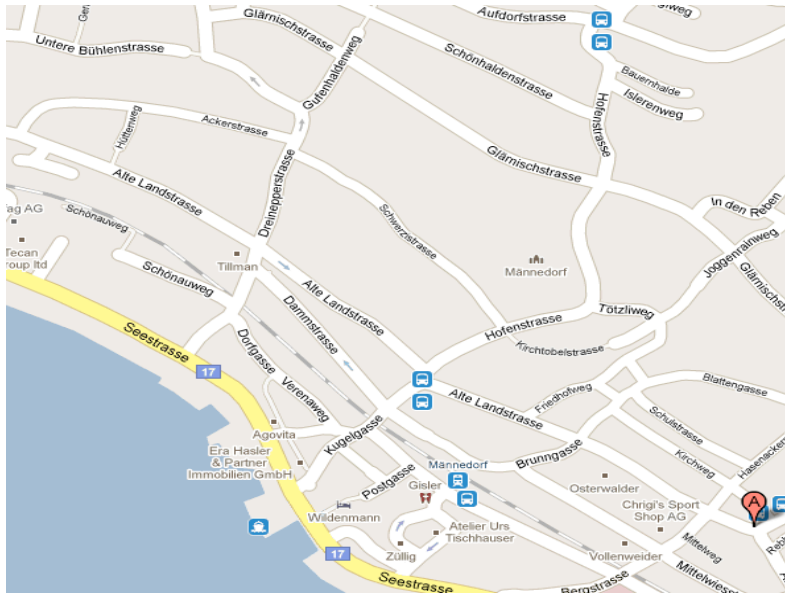 Aufdorfstrasse
Glärnischstrasse
Untere Bühlenstrasse
Gufenhaldenweg
Schönhaldenstrasse
Bauernhalde
Islerenweg
Hofenstrasse
Hüttenweg
Ackerstrasse
Glärnischstrasse
Alte Landstrasse
Dreinepperstrasse
In den Reben
Schwerzistrasse
Joggenrainweg
Schönauweg
Tecan
Tillman
Männedorf
Schönauweg
Alte Landstrasse
Tötzliweg
Seestrasse
Dammstrasse
Hofenstrasse
Kirchtobelstrasse
17
Dorfgasse
Verenaweg
Friedhofweg
Blattengasse
Alte Landstrasse
Schulstrasse
Agovita
Kugelgasse
Brunngasse
Kirchweg
Era Hasler
& Partner
Immobilien GmbH
Postgasse
Männedorf
Gisler
Osterwalder
Wildenmann
Chrigi's Sport
Shop AG
A
Atelier Urs
Tischhauser
Mittelweg
Züllig
Vollenweider
17
Seestrasse
Bergstrasse